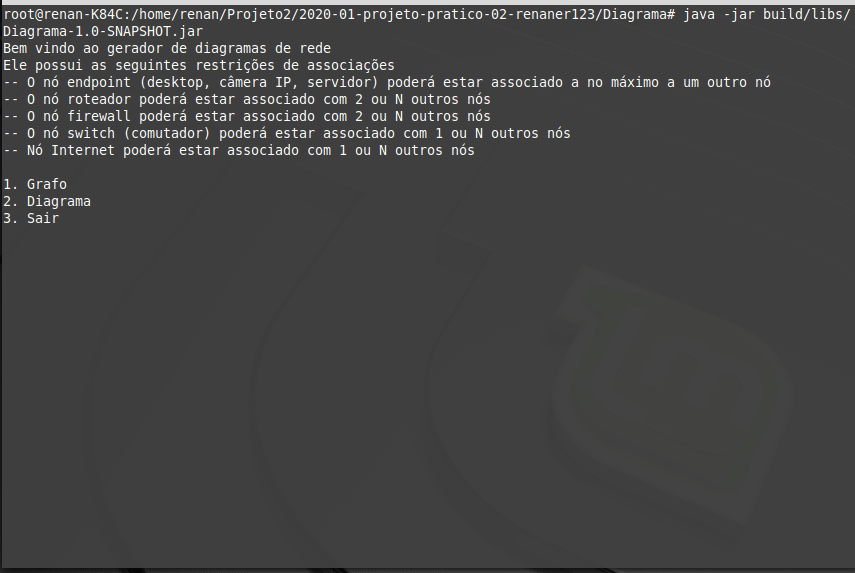 root@renan-K84C:/home/renan/Projeto2/2020-01-projeto-pratico-02-renaner123/Diagrama# java -jar build/libs/
Diagrama-1.0-SNAPSHOT.jar
Bem vindo ao gerador de diagramas de rede
Ele possui as seguintes restrições de associações
-- O nó endpoint (desktop, câmera IP, servidor) poderá estar associado a no máximo a um outro nó
-- O nó roteador poderá estar associado com 2 ou N outros nós
-- O nó firewall poderá estar associado com 2 ou N outros nós
-- O nó switch (comutador) poderá estar associado com 1 ou N outros nós
-- Nó Internet poderá estar associado com 1 ou N outros nós
1. Grafo
2. Diagrama
3. Sair